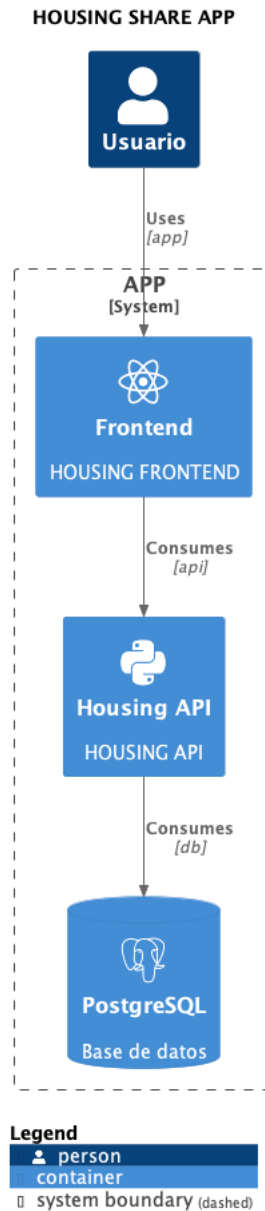 HOUSING SHARE APP
Usuario
Uses
[app]
APP
[System]
Frontend
HOUSING FRONTEND
Consumes
[api]
Housing API
HOUSING API
Consumes
[db]
PostgreSQL
Base de datos
Legend
person
container
system boundary (dashed)